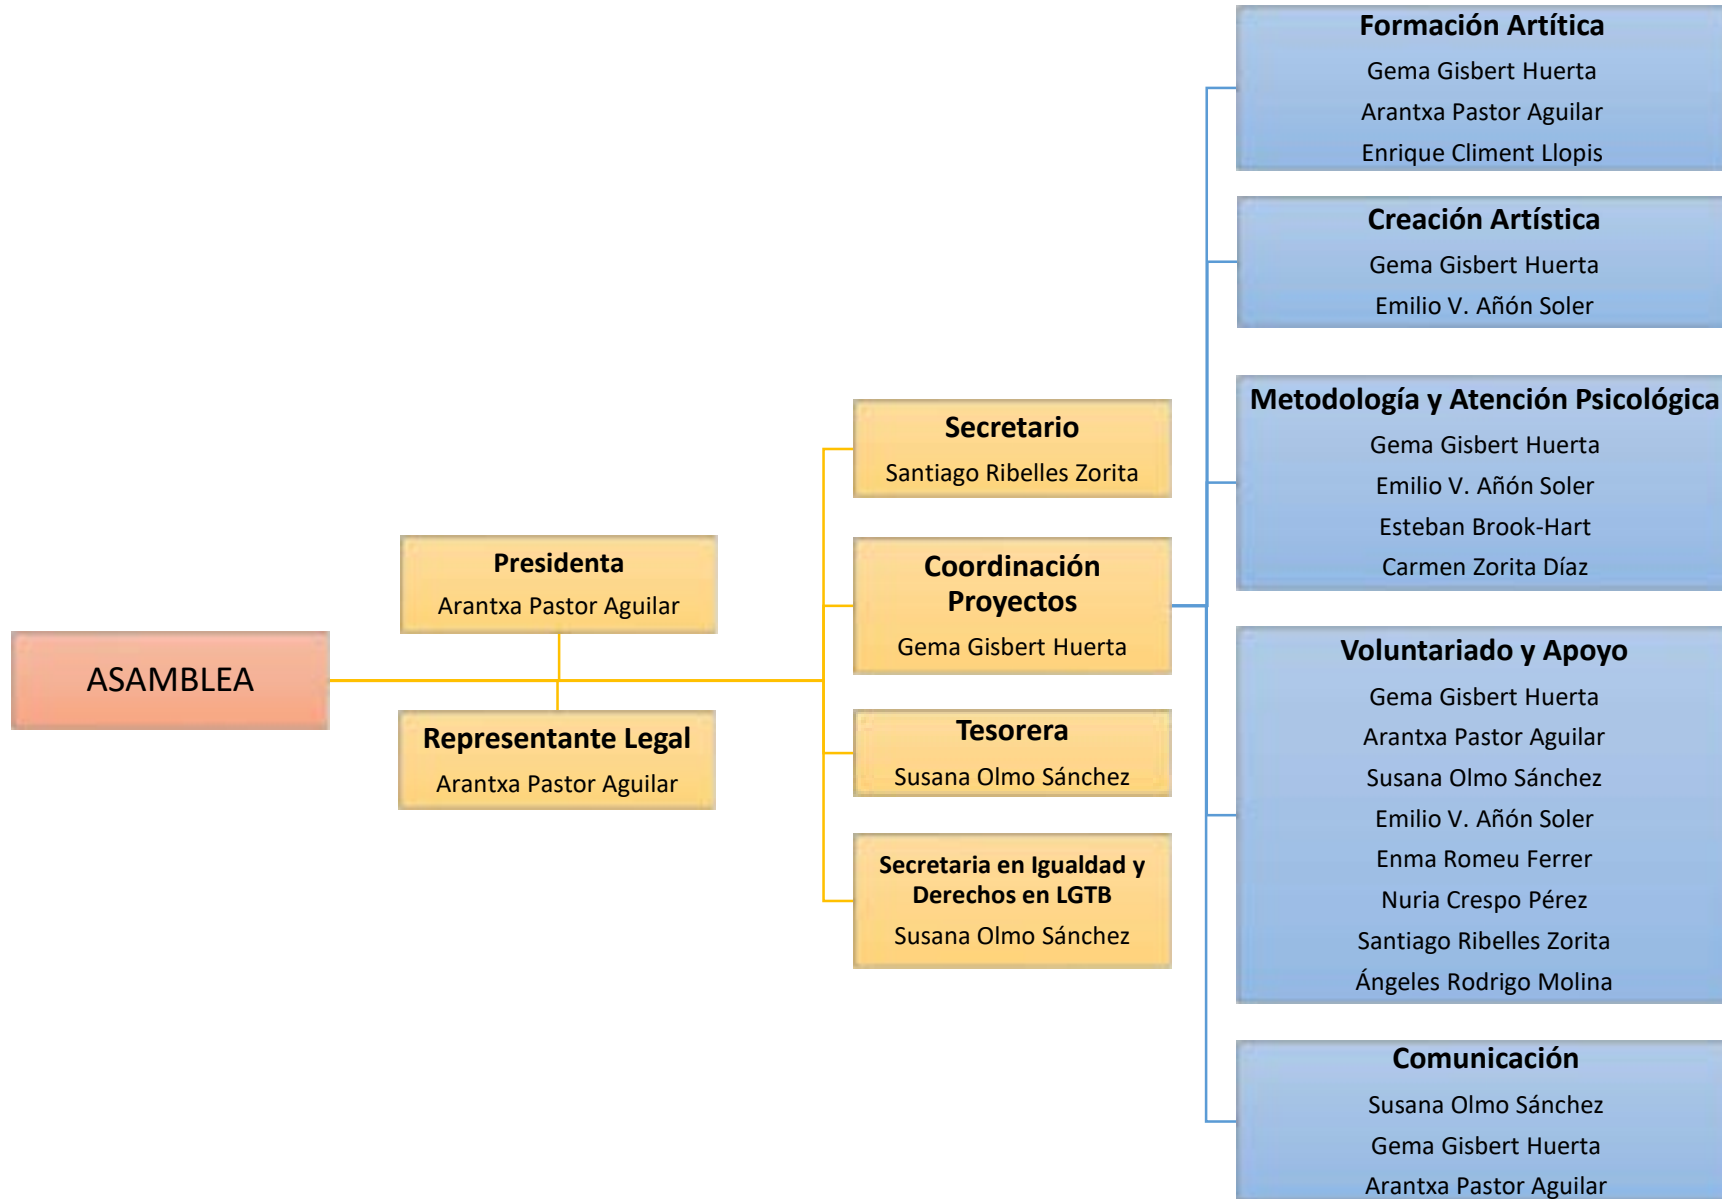 ASAMBLEA
Presidenta
Arantxa Pastor Aguilar
Representante Legal
Arantxa Pastor Aguilar
Secretario
Santiago Ribelles Zorita
Coordinación
Proyectos
Gema Gisbert Huerta
Tesorera
Susana Olmo Sánchez
Secretaria en Igualdad y
Derechos en LGTB
Susana Olmo Sánchez
Formación Artítica
Gema Gisbert Huerta
Arantxa Pastor Aguilar
Enrique Climent Llopis
Creación Artística
Gema Gisbert Huerta
Emilio V. Añón Soler
Metodología y Atención Psicológica
Gema Gisbert Huerta
Emilio V. Añón Soler
Esteban Brook-Hart
Carmen Zorita Díaz
Voluntariado y Apoyo
Gema Gisbert Huerta
Arantxa Pastor Aguilar
Susana Olmo Sánchez
Emilio V. Añón Soler
Enma Romeu Ferrer
Nuria Crespo Pérez
Santiago Ribelles Zorita
Ángeles Rodrigo Molina
Comunicación
Susana Olmo Sánchez
Gema Gisbert Huerta
Arantxa Pastor Aguilar